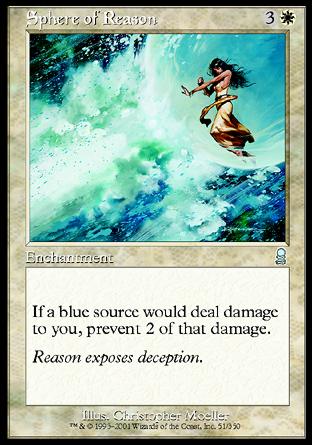 Sphere of Reason 3
Enchantment
If a blue source would deal damage
to you, prevent 2 of that damage.
Reason exposes deception.
Illus. Christopher Moeller
™ & © 1993-2001 Wizards of the Coast, Inc. 51/350